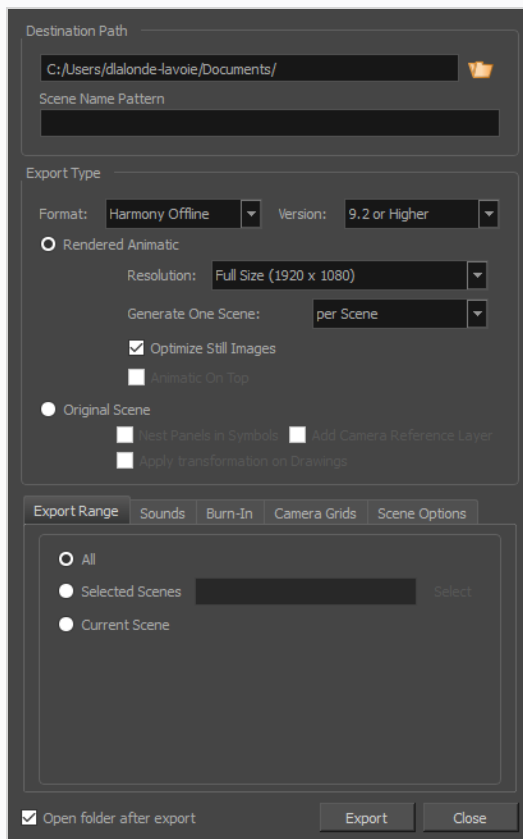 Destination Path
C:/Users/dlalonde-lavoie/Documents/
Scene Name Pattern
Export Type
Format: Harmony Offline Version: 9.2 or Higher
Rendered Animatic
Resolution: Full Size (1920 x 1080)
Generate One Scene: per Scene
Optimize Still Images
Animatic On Top
Original Scene
Nest Panels in Symbols Add Camera Reference Layer
Apply transformation on Drawings
Export Range Sounds Burn-In Camera Grids Scene Options
All
Selected Scenes Select
Current Scene
Open folder after export Export Close